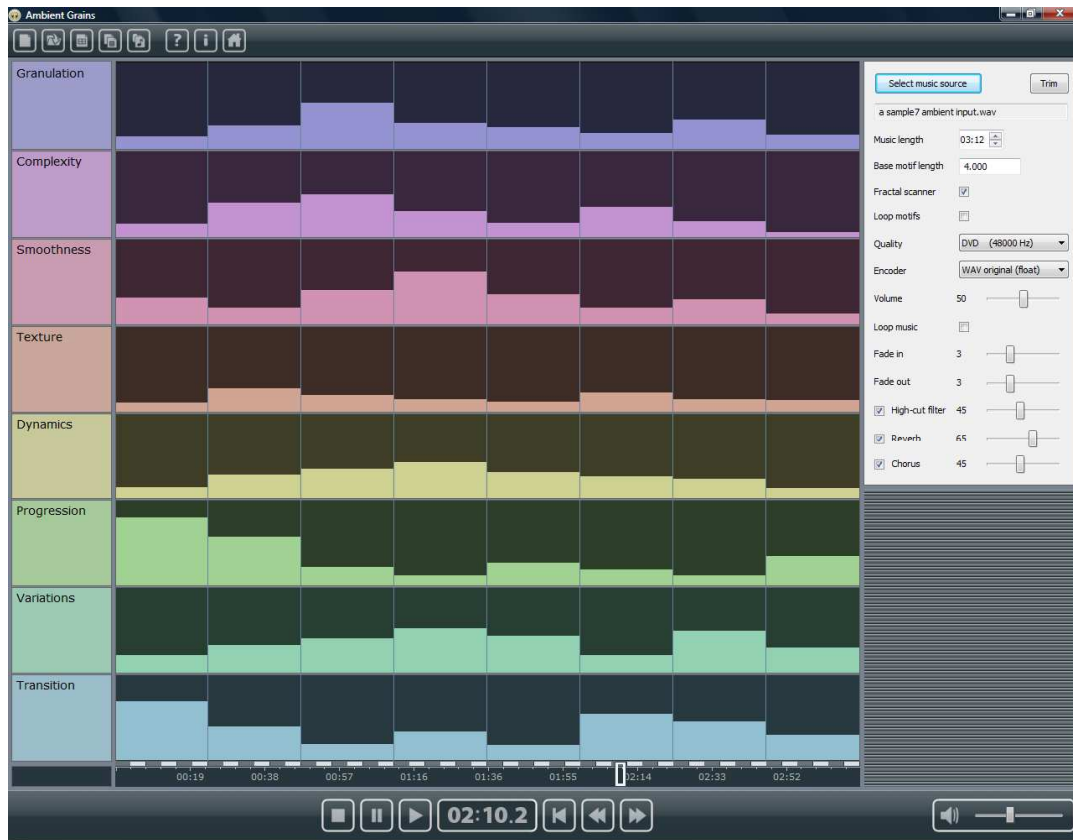 Ambient Grains
?
i
Granulation
Complexity
Smoothness
Texture
Dynamics
Progression
Variations
Transition
00:19 00:38 00:57 01:16 01:36 01:55 02:14 02:33 02:52
02:10.2
Select music source Trim
a sample7 ambient input.wav
Music length 03:12
Base motif length 4.000
Fractal scanner
Loop motifs
Quality DVD (48000 Hz)
Encoder WAV original (float)
Volume 50
Loop music
Fade in 3
Fade out 3
High-cut filter 45
Reverb 65
Chorus 45